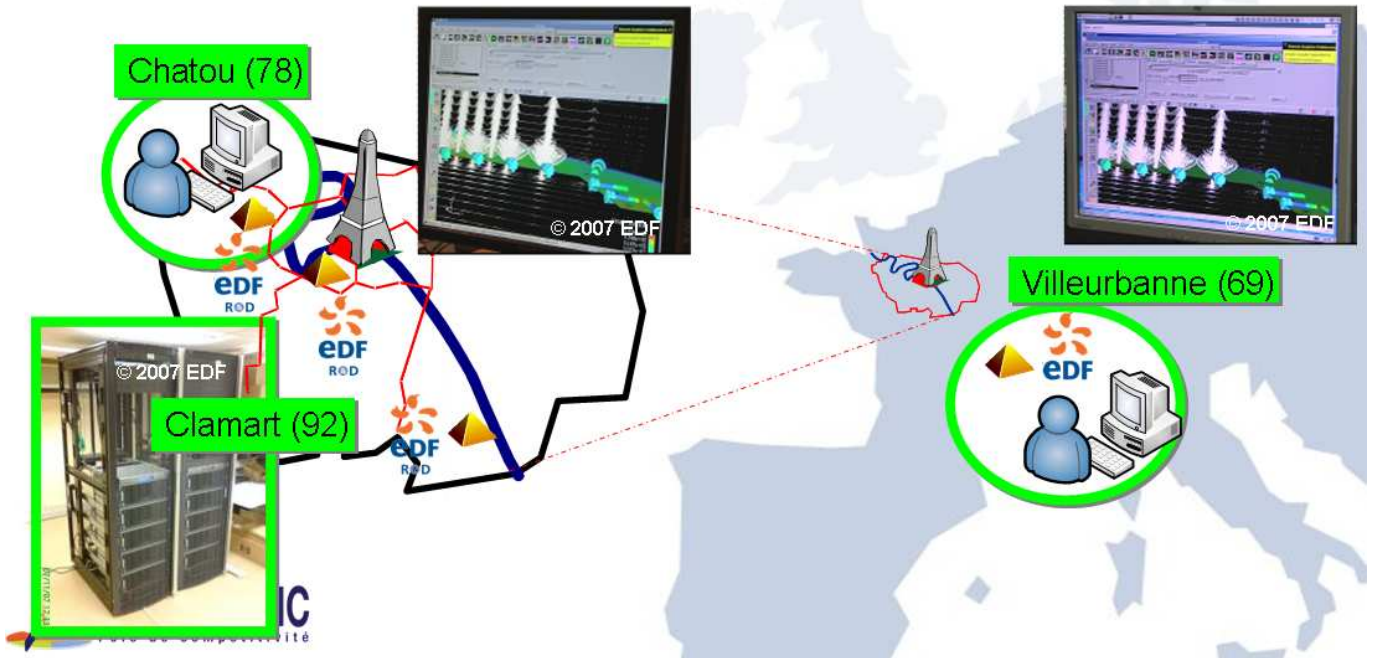 Chatou (78)
© 2007 EDF
© 2007 EDF
Villeurbanne (69)
eDF
R&D
eDF
R&D
eDF
© 2007 EDF
Clamart (92)
eDF
R&D
IC
Pôle de compétitivité